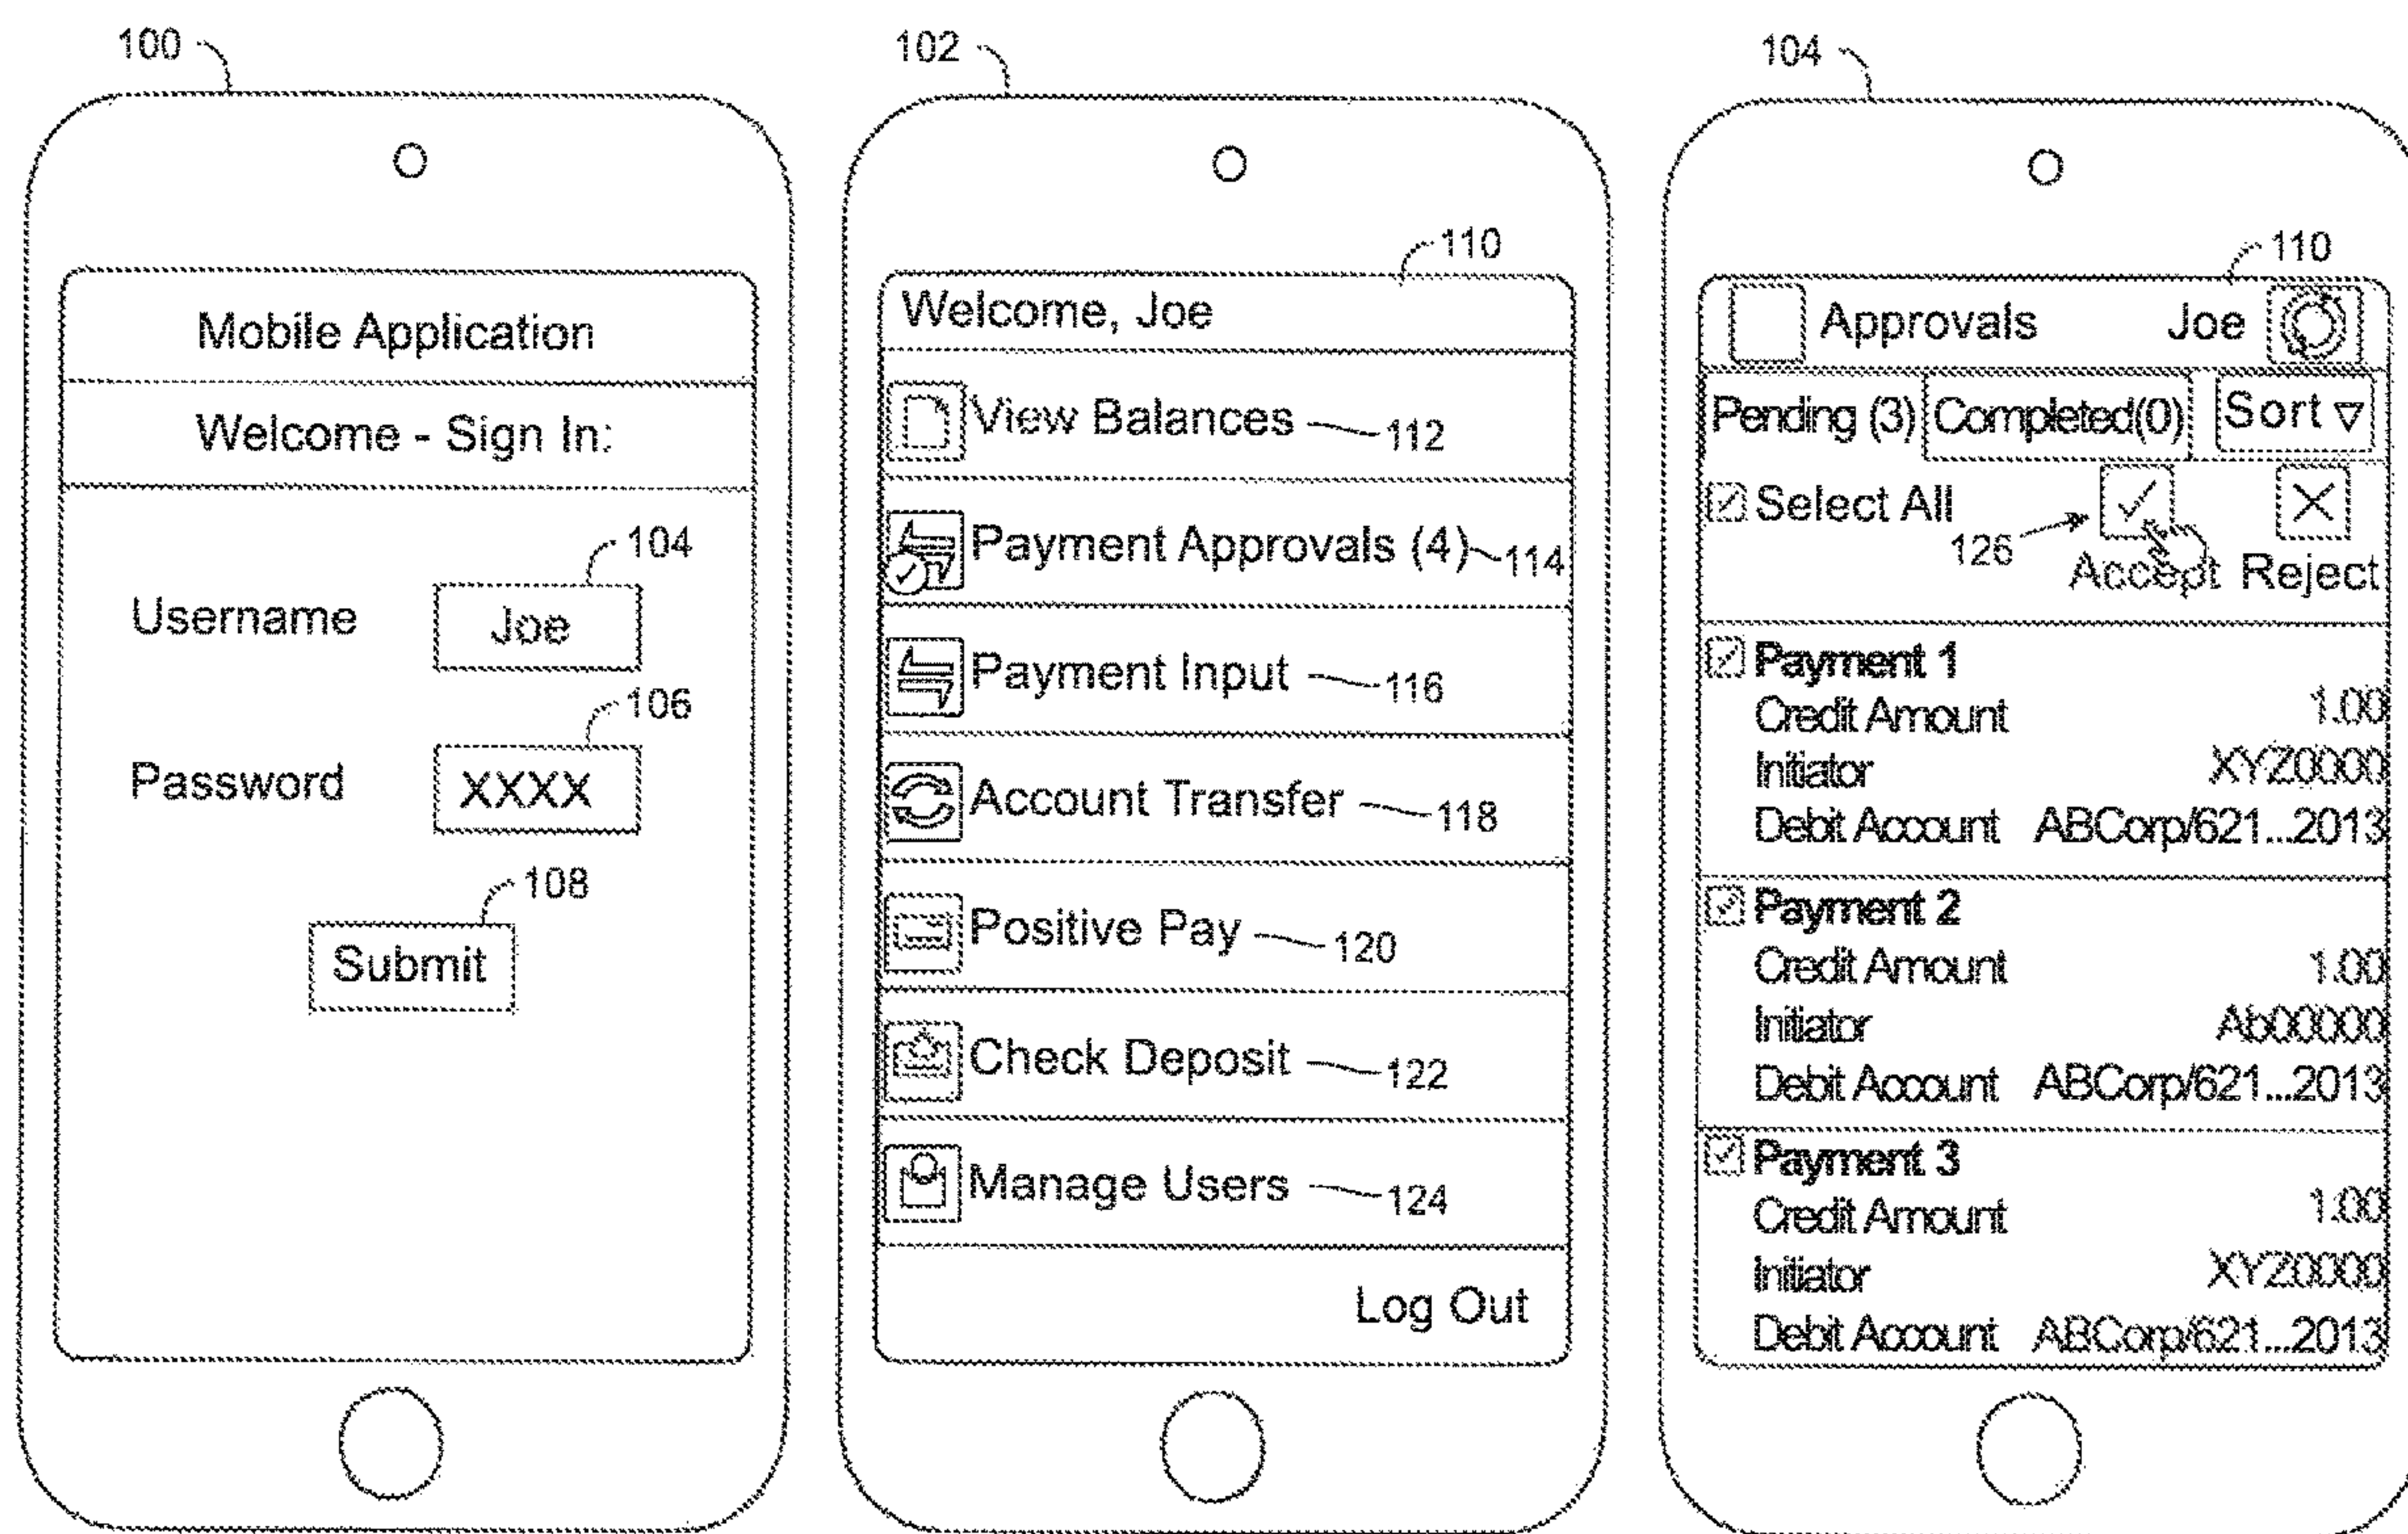 100
Mobile Application
Welcome - Sign In:
104
Username Joe
106
Password XXXX
108
Submit
102
110
Welcome, Joe
View Balances 112
Payment Approvals (4) 114
Payment Input 116
Account Transfer 118
Positive Pay 120
Check Deposit 122
Manage Users 124
Log Out
104
110
Approvals Joe
Pending (3) Completed(0) Sort
Select All
126
Accept Reject
Payment 1
Credit Amount 1.00
Initiator XYZ0000
Debit Account ABCorp/621...2013
Payment 2
Credit Amount 1.00
Initiator Ab00000
Debit Account ABCorp/621...2013
Payment 3
Credit Amount 1.00
Initiator XYZ0000
Debit Account ABCorp/621...2013